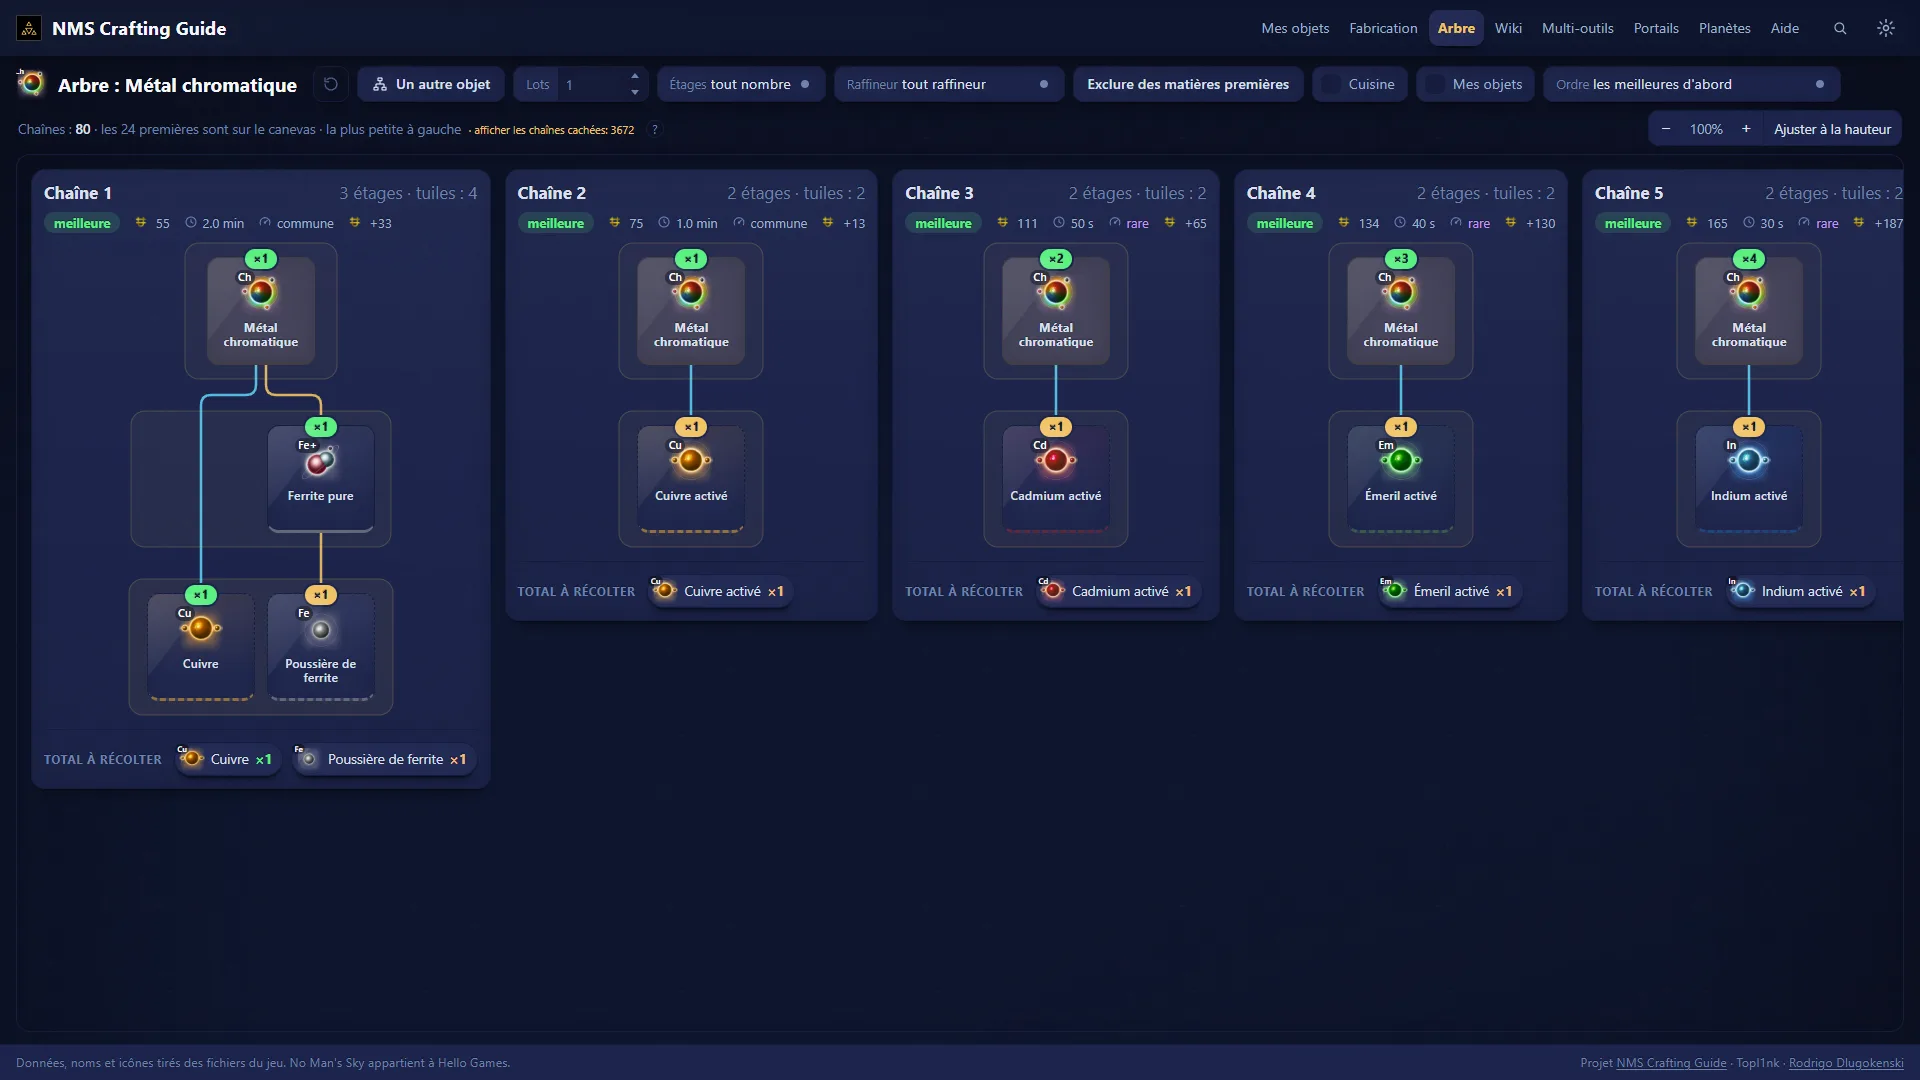 NMS Crafting Guide
Mes objets Fabrication Arbre Wiki Multi-outils Portails Planètes Aide
Arbre : Métal chromatique
Un autre objet
Lots 1
Étages tout nombre
Raffineur tout raffineur
Exclure des matières premières
Cuisine
Mes objets
Ordre les meilleures d'abord
Chaînes : 80 · les 24 premières sont sur le canevas · la plus petite à gauche · afficher les chaînes cachées: 3672 ?
− 100% + Ajuster à la hauteur
Chaîne 1 3 étages · tuiles : 4
meilleure 55 2.0 min commune +33
×1
Ch
Métal
chromatique
×1
Fe+
Ferrite pure
×1
Cu
Cuivre
×1
Fe
Poussière de
ferrite
TOTAL À RÉCOLTER Cu Cuivre ×1 Fe Poussière de ferrite ×1
Chaîne 2 2 étages · tuiles : 2
meilleure 75 1.0 min commune +13
×1
Ch
Métal
chromatique
×1
Cu
Cuivre activé
TOTAL À RÉCOLTER Cu Cuivre activé ×1
Chaîne 3 2 étages · tuiles : 2
meilleure 111 50 s rare +65
×2
Ch
Métal
chromatique
×1
Cd
Cadmium activé
TOTAL À RÉCOLTER Cd Cadmium activé ×1
Chaîne 4 2 étages · tuiles : 2
meilleure 134 40 s rare +130
×3
Ch
Métal
chromatique
×1
Em
Émeril activé
TOTAL À RÉCOLTER Em Émeril activé ×1
Chaîne 5 2 étages · tuiles : 2
meilleure 165 30 s rare +187
×4
Ch
Métal
chromatique
×1
In
Indium activé
TOTAL À RÉCOLTER In Indium activé ×1
Données, noms et icônes tirés des fichiers du jeu. No Man's Sky appartient à Hello Games.
Projet NMS Crafting Guide · Topl1nk · Rodrigo Dlugokenski